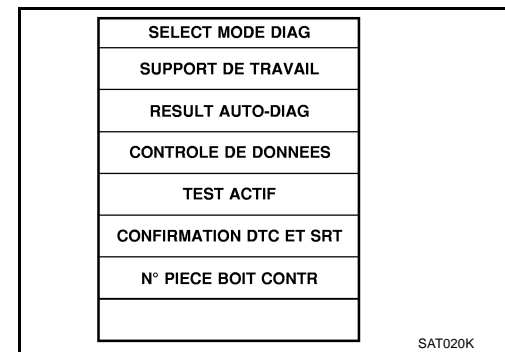 SELECT MODE DIAG
SUPPORT DE TRAVAIL
RESULT AUTO-DIAG
CONTROLE DE DONNEES
TEST ACTIF
CONFIRMATION DTC ET SRT
N° PIECE BOIT CONTR
SAT020K